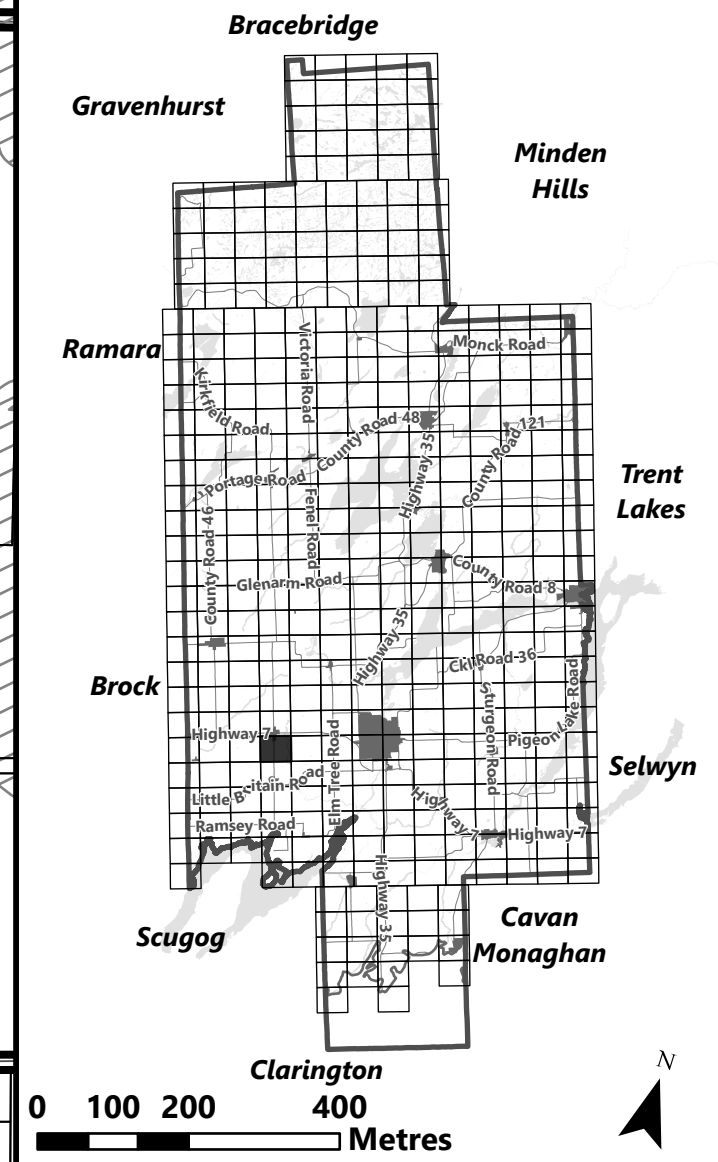 Bracebridge
Gravenhurst
Minden
Hills
Ramara
Monck Road
Victoria Road
Kirkfield Road
County Road 48
County Road 121
Highway 35
Trent
Lakes
Portage Road
Fenel Road
County Road 46
Glenarm Road
County Road 8
Highway 35
Ckl Road 36
Brock
Sturgeon Road
Pigeon Lake Road
Highway 7
Elm Tree Road
Selwyn
Little Britain Road
Highway 7
Ramsey Road
Highway 7
Highway 35
Scugog
Cavan
Monaghan
Clarington
N
0 100 200 400
Metres